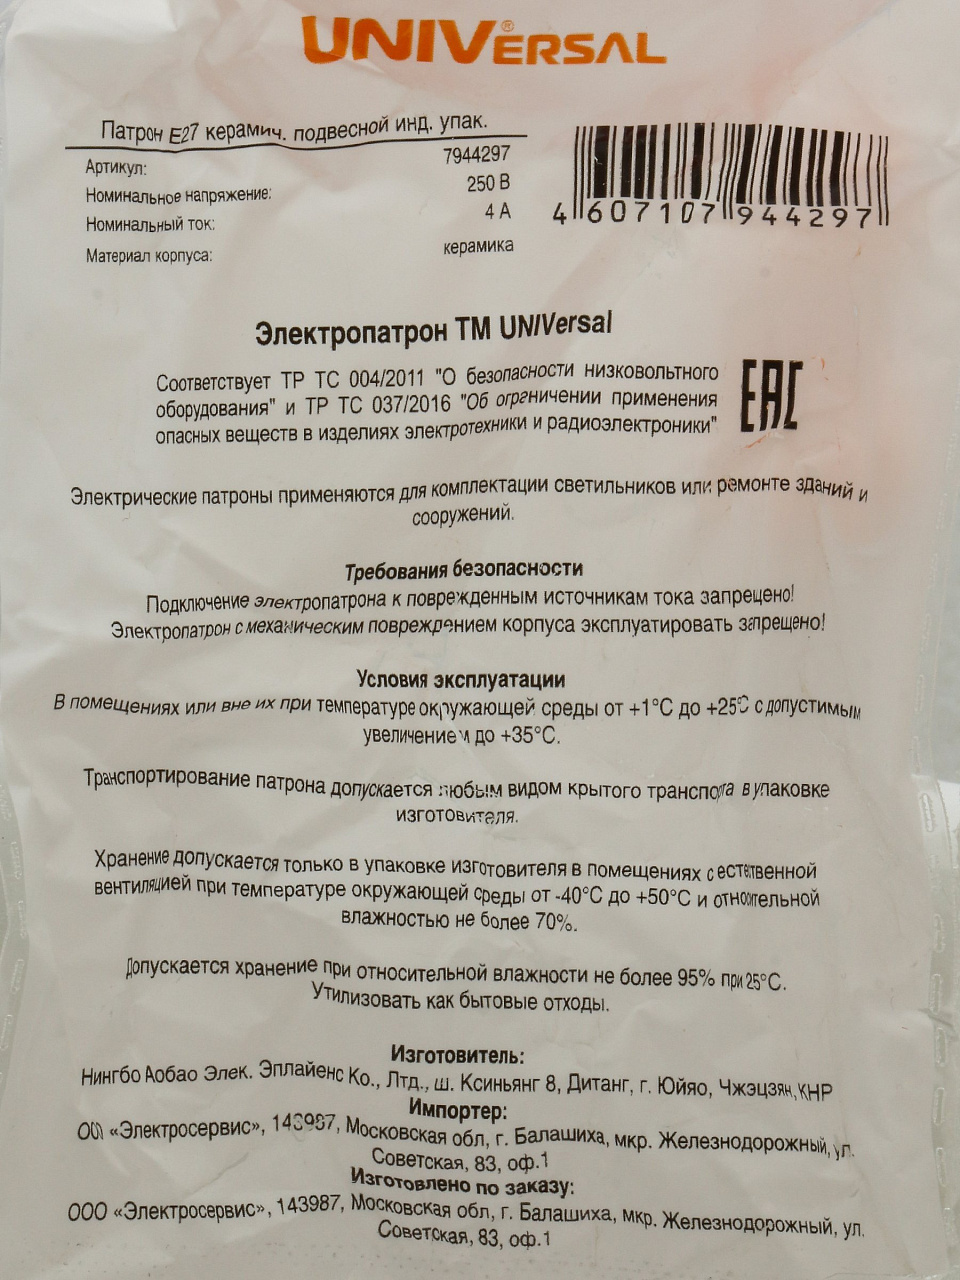 UNIVERSAL®
Патрон E27 керамич. подвесной инд. упак.
Артикул: 7944297
Номинальное напряжение: 250 В
Номинальный ток: 4 А
Материал корпуса: керамика
4 607107 944297
Электропатрон ТМ UNIVersal
Соответствует ТР ТС 004/2011 "О безопасности низковольтного
оборудования" и ТР ТС 037/2016 "Об ограничении применения
опасных веществ в изделиях электротехники и радиоэлектроники"
EAC
Электрические патроны применяются для комплектации светильников или ремонте зданий и
сооружений.
Требования безопасности
Подключение электропатрона к поврежденным источникам тока запрецено!
Электропатрон с механическим повреждением корпуса эксплуатировать запрещено!
Условия эксплуатации
В помещениях или вне их при температуре окружающей среды от +1°C до +25°C с допустимым
увеличением до +35°C.
Транспортирование патрона допускается любым видом крытого транспорта в упаковке
изготовителя.
Хранение допускается только в упаковке изготовителя в помещениях с естественной
вентиляцией при температуре окружающей среды от -40°C до +50°C и относительной
влажностью не более 70%.
Допускается хранение при относительной влажности не более 95% при 25°C.
Утилизовать как бытовые отходы.
Изготовитель:
Нингбо Аобао Элек. Эплайенс Ко., Лтд., ш. Ксиньянг 8, Дитанг, г. Юйяо, Чжэцзян, КНР
Импортер:
ООО «Электросервис», 143987, Московская обл, г. Балашиха, мкр. Железнодорожный, ул.
Советская, 83, оф.1
Изготовлено по заказу:
ООО «Электросервис», 143987, Московская обл, г. Балашиха, мкр. Железнодорожный, ул.
Советская, 83, оф.1